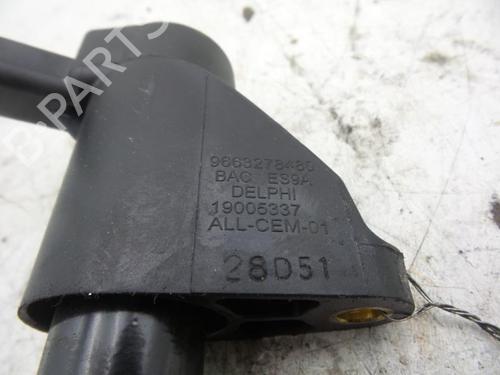 9663278480
BAC ES9A
DELPHI
19005337
ALL-CEM-01
28D51
B-PARTS